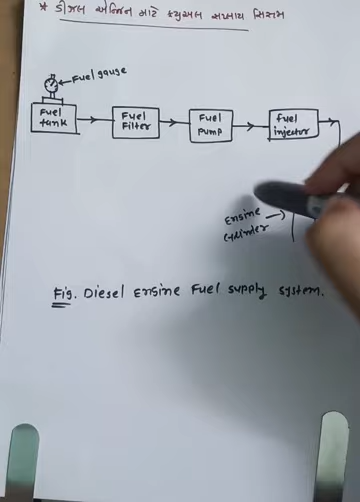 * ડીઝલ એન્જિન માટે ફ્યુઅલ સપ્લાય સિસ્ટમ
Fuel gauge
Fuel
tank
Fuel
Filter
Fuel
Pump
fuel
injector
Engine
Cylinder
Fig. Diesel Engine Fuel supply system.